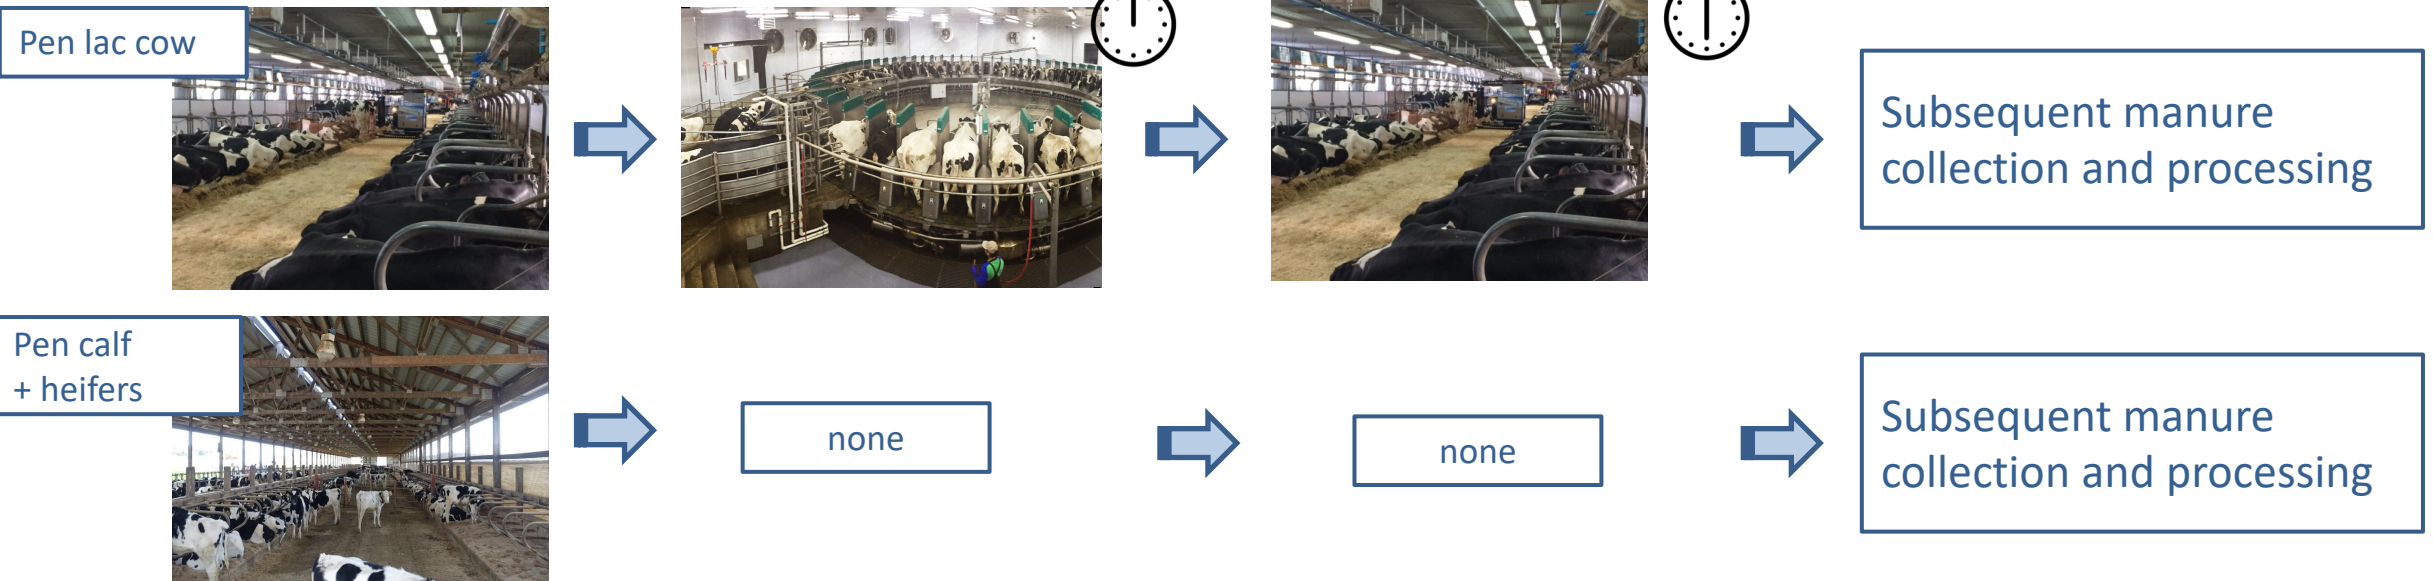 Pen lac cow
Subsequent manure
collection and processing
Pen calf
+ heifers
none
none
Subsequent manure
collection and processing